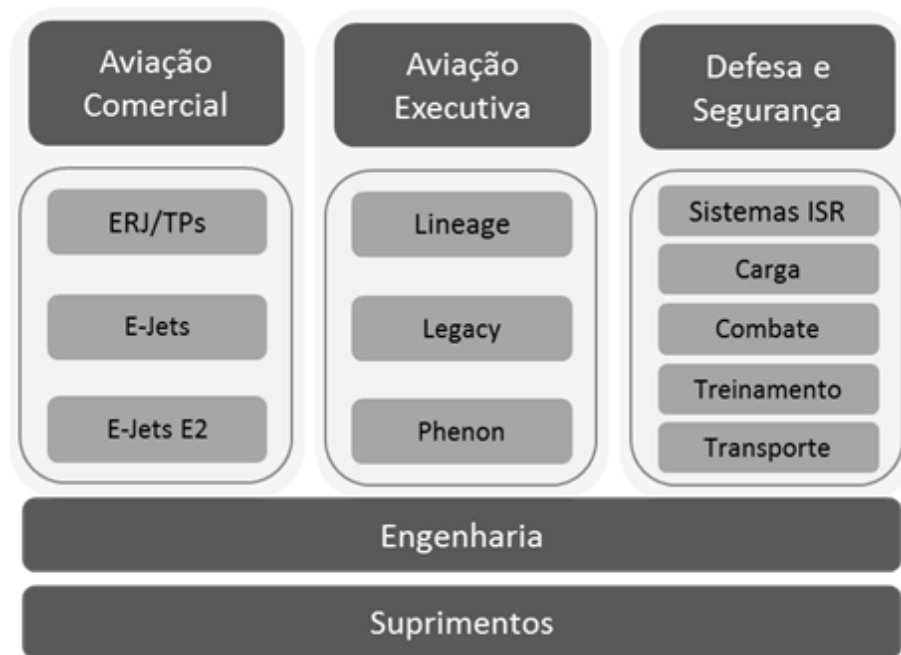 Aviação
Comercial
ERJ/TPs
E-Jets
E-Jets E2
Aviação
Executiva
Lineage
Legacy
Phenon
Defesa e
Segurança
Sistemas ISR
Carga
Combate
Treinamento
Transporte
Engenharia
Suprimentos